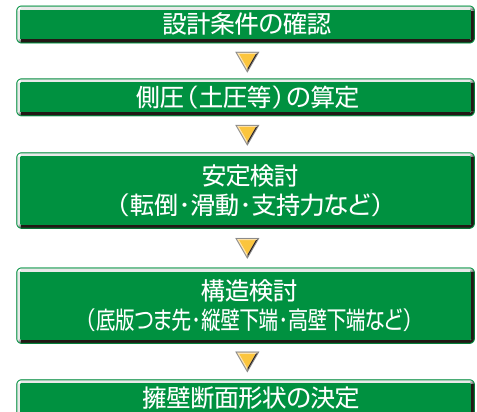 設計条件の確認
側圧（土圧等）の算定
安定検討
（転倒・滑動・支持力など）
構造検討
（底版つま先・縦壁下端・高壁下端など）
擁壁断面形状の決定